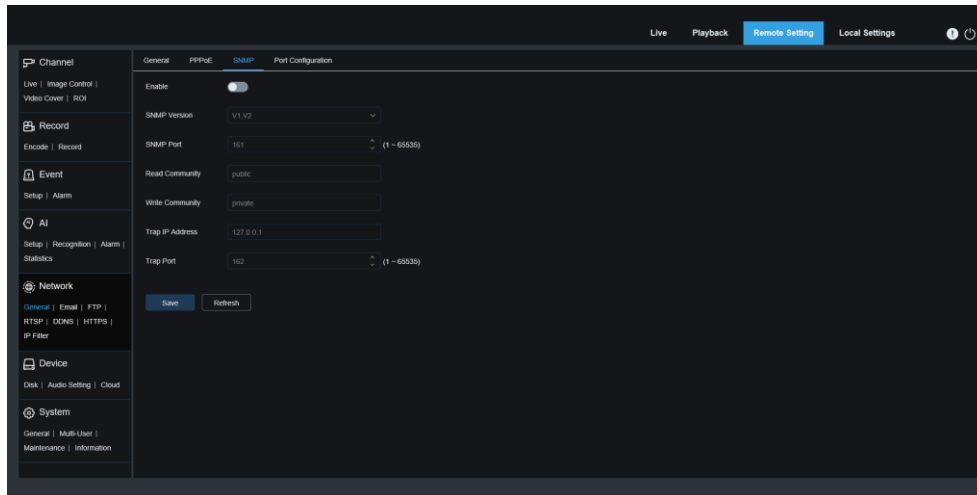 Live Playback Remote Setting Local Settings
Channel
Live | Image Control |
Video Cover | ROI
Record
Encode | Record
Event
Setup | Alarm
AI
Setup | Recognition | Alarm |
Statistics
Network
General | Email | FTP |
RTSP | DDNS | HTTPS |
IP Filter
Device
Disk | Audio Setting | Cloud
System
General | Multi-User |
Maintenance | Information
General PPPoE SNMP Port Configuration
Enable
SNMP Version V1,V2
SNMP Port 161 (1 ~ 65535)
Read Community public
Write Community private
Trap IP Address 127.0.0.1
Trap Port 162 (1 ~ 65535)
Save Refresh